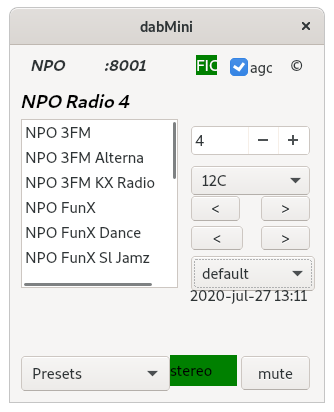 dabMini ×
NPO :8001 FIC agc ©
NPO Radio 4
NPO 3FM
NPO 3FM Alterna
NPO 3FM KX Radio
NPO FunX
NPO FunX Dance
NPO FunX Sl Jamz
4 − +
12C
< >
< >
default
2020-jul-27 13:11
Presets stereo mute